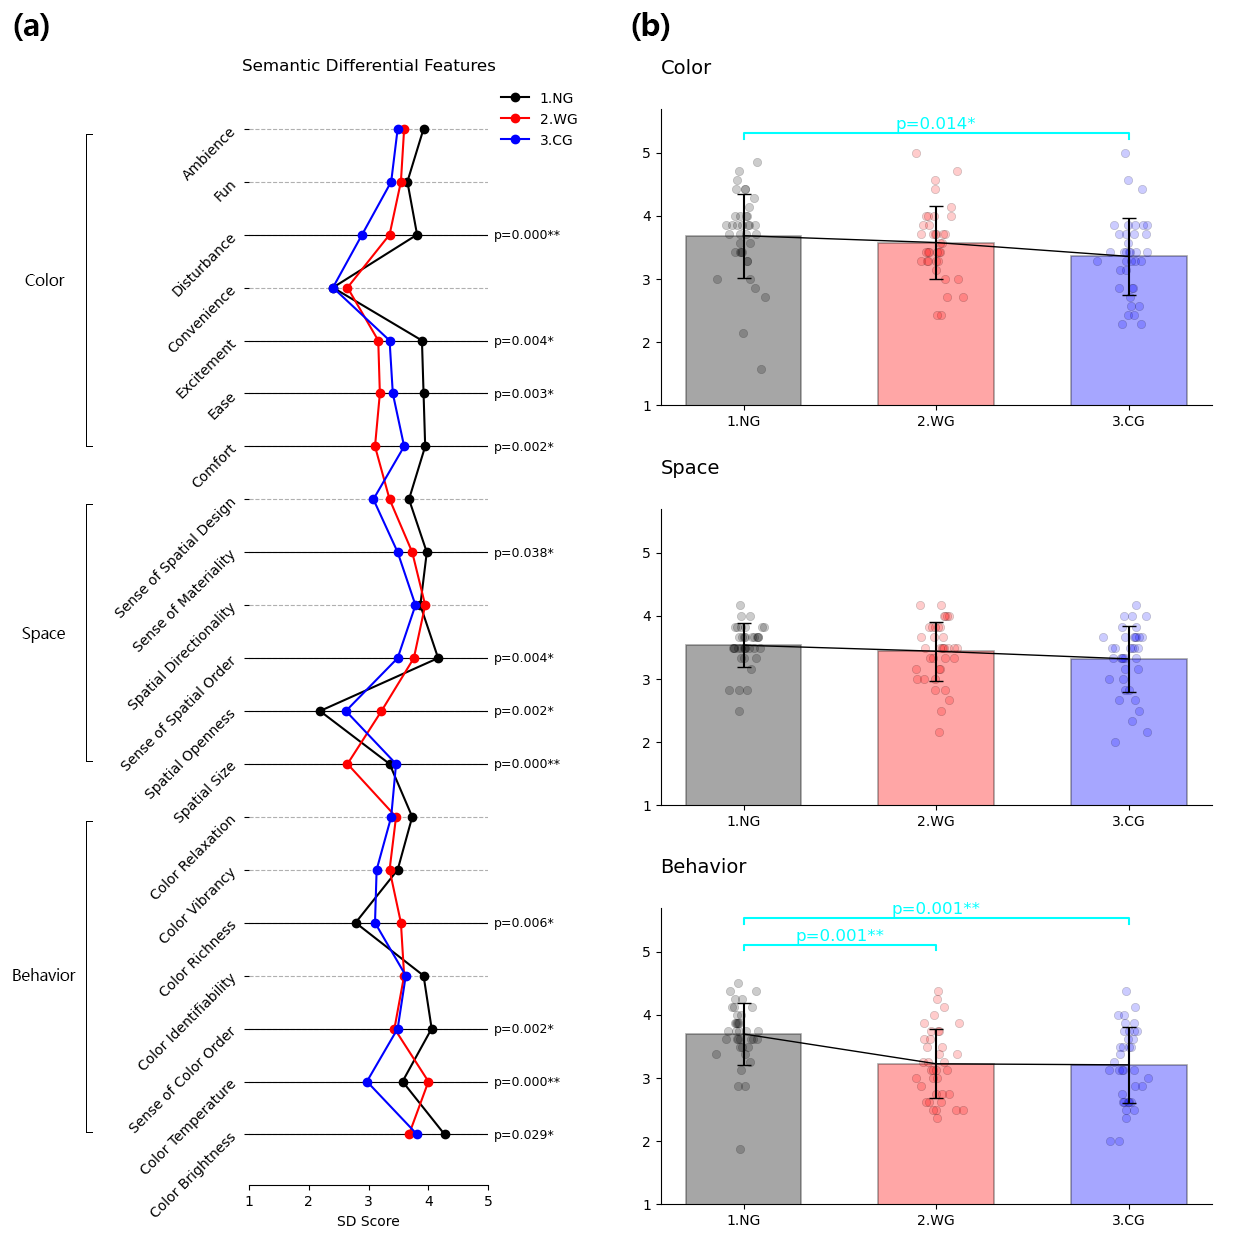 (a)
Semantic Differential Features
1.NG
2.WG
3.CG
Color
Space
Behavior
Ambience
Fun
Disturbance p=0.000**
Convenience
Excitement p=0.004*
Ease p=0.003*
Comfort p=0.002*
Sense of Spatial Design
Sense of Materiality p=0.038*
Spatial Directionality
Sense of Spatial Order p=0.004*
Spatial Openness p=0.002*
Spatial Size p=0.000**
Color Relaxation
Color Vibrancy
Color Richness p=0.006*
Color Identifiability
Sense of Color Order p=0.002*
Color Temperature p=0.000**
Color Brightness p=0.029*
1 2 3 4 5
SD Score
(b)
Color
p=0.014*
5
4
3
2
1
1.NG 2.WG 3.CG
Space
5
4
3
2
1
1.NG 2.WG 3.CG
Behavior
p=0.001**
p=0.001**
5
4
3
2
1
1.NG 2.WG 3.CG